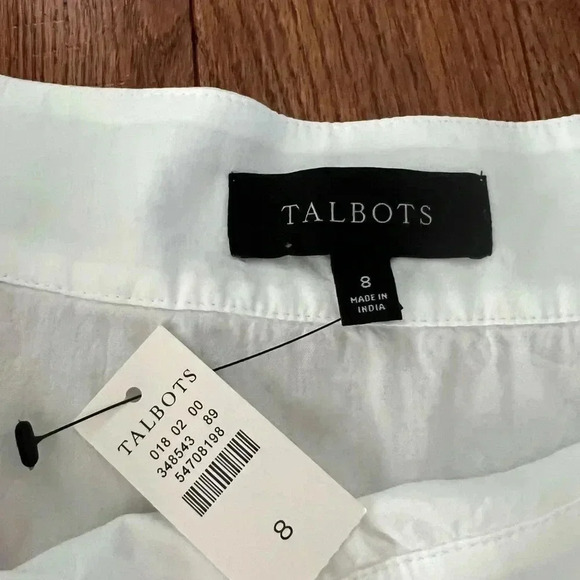 TALBOTS
8
MADE IN
INDIA
TALBOTS
018 02 00
348543 89
54708198
8